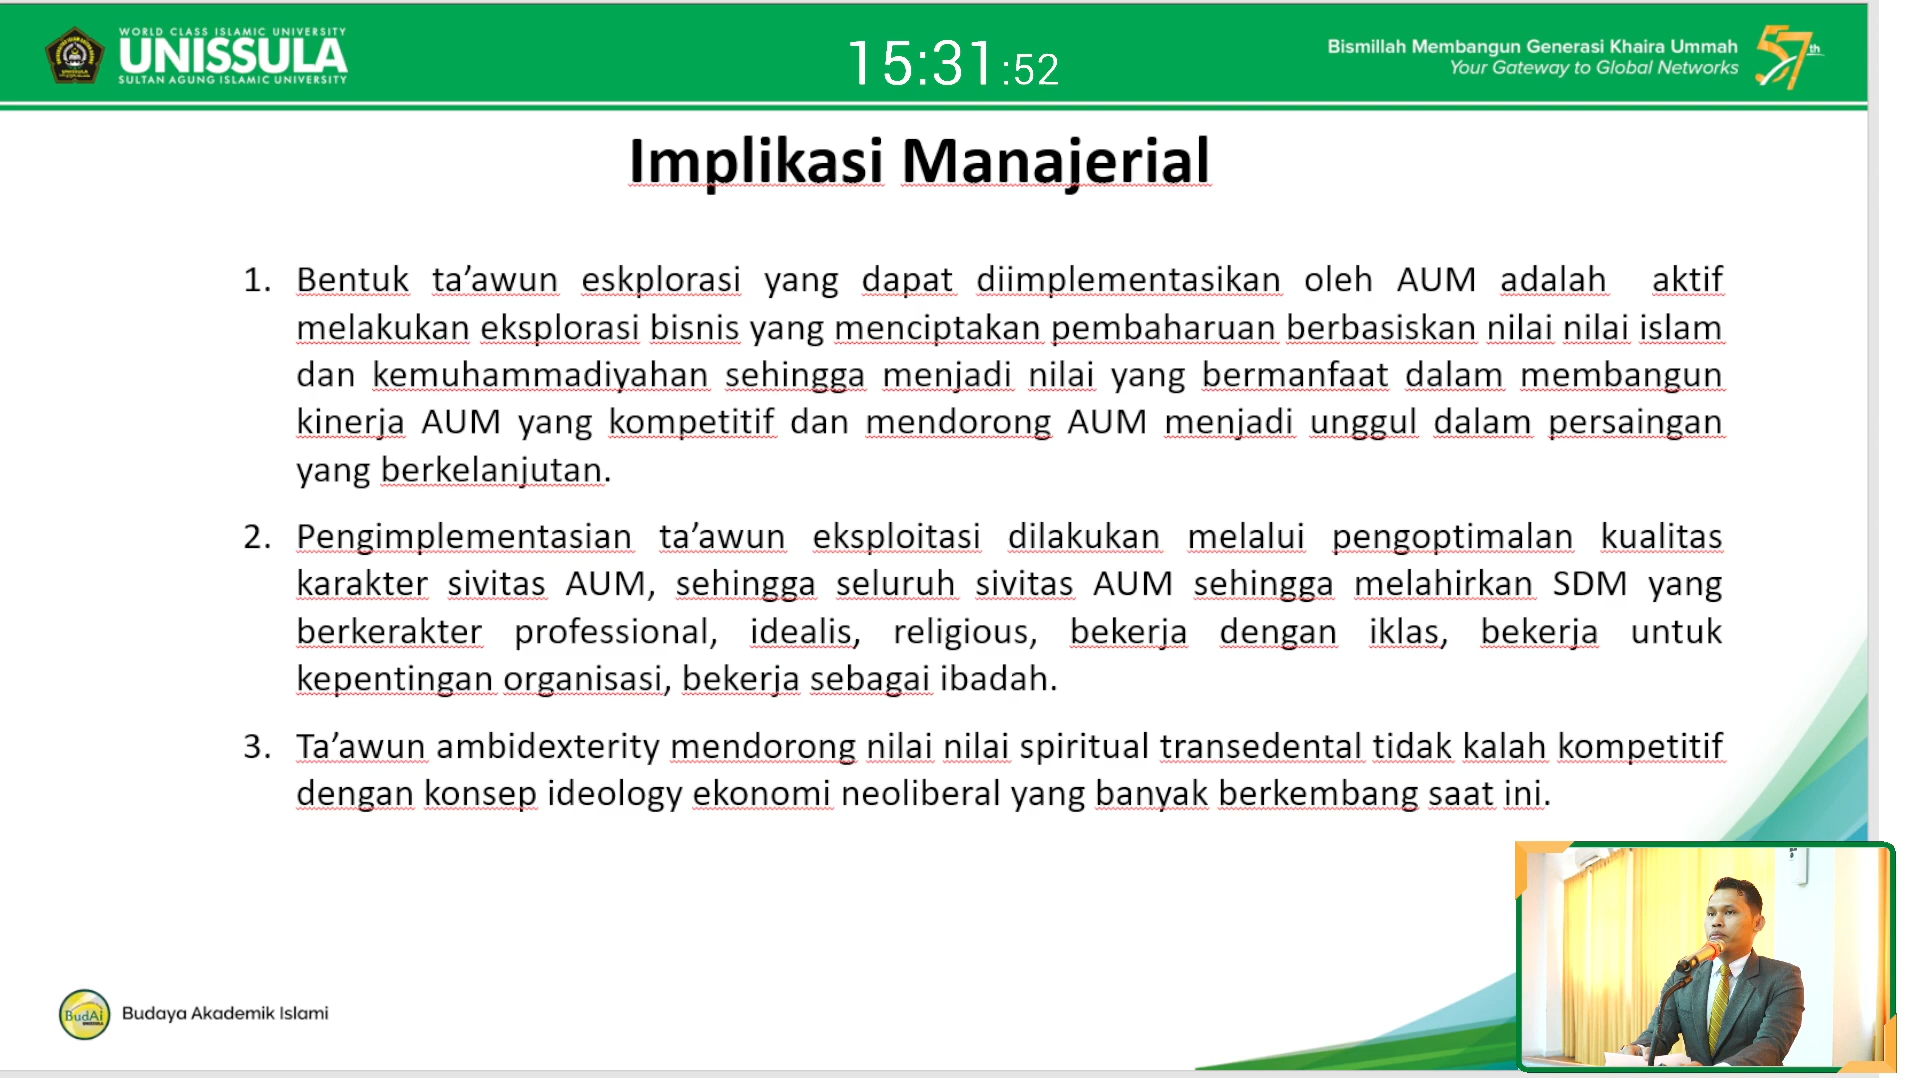 WORLD CLASS ISLAMIC UNIVERSITY
UNISSULA
SULTAN AGUNG ISLAMIC UNIVERSITY
15:31:52
Bismillah Membangun Generasi Khaira Ummah
Your Gateway to Global Networks
57th
Implikasi Manajerial
1. Bentuk ta’awun eskplorasi yang dapat diimplementasikan oleh AUM adalah aktif
melakukan eksplorasi bisnis yang menciptakan pembaharuan berbasiskan nilai nilai islam
dan kemuhammadiyahan sehingga menjadi nilai yang bermanfaat dalam membangun
kinerja AUM yang kompetitif dan mendorong AUM menjadi unggul dalam persaingan
yang berkelanjutan.
2. Pengimplementasian ta’awun eksploitasi dilakukan melalui pengoptimalan kualitas
karakter sivitas AUM, sehingga seluruh sivitas AUM sehingga melahirkan SDM yang
berkerakter professional, idealis, religious, bekerja dengan iklas, bekerja untuk
kepentingan organisasi, bekerja sebagai ibadah.
3. Ta’awun ambidexterity mendorong nilai nilai spiritual transedental tidak kalah kompetitif
dengan konsep ideology ekonomi neoliberal yang banyak berkembang saat ini.
BudAi
UNISSULA
Budaya Akademik Islami